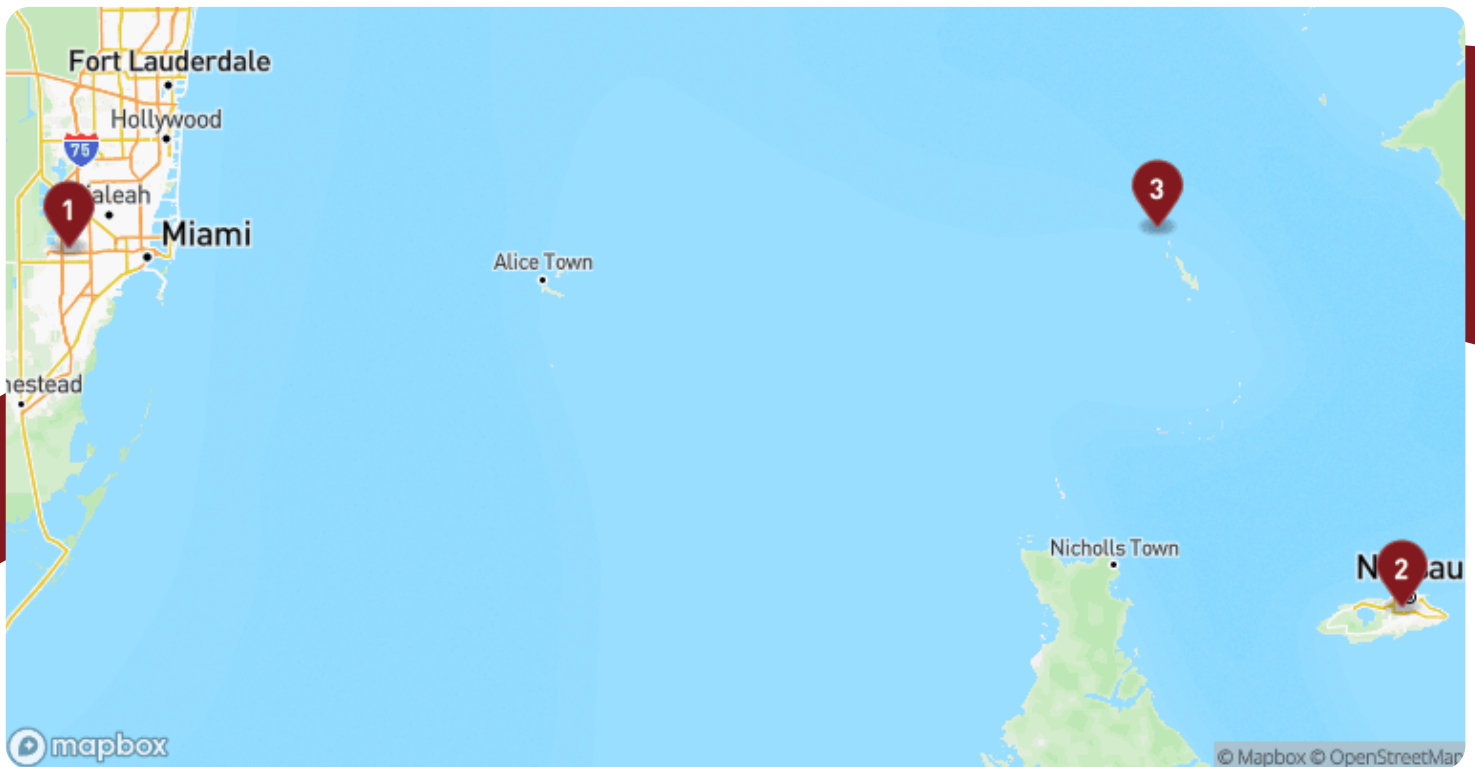 Fort Lauderdale
Hollywood
75
3
aleah
1
Miami
Alice Town
nestead
Nicholls Town
N
2
au
mapbox
© Mapbox © OpenStreetMap